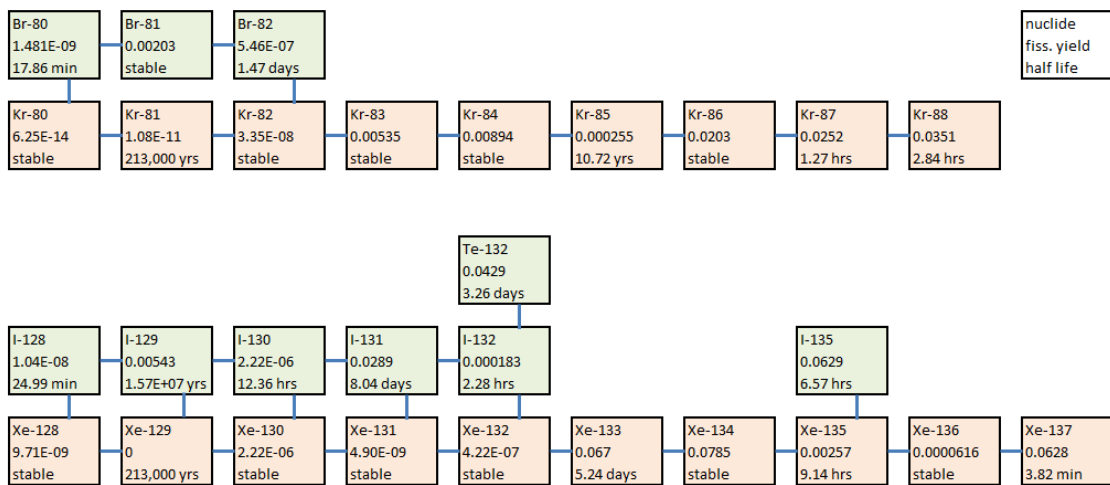 Br-80
1.481E-09
17.86 min
Br-81
0.00203
stable
Br-82
5.46E-07
1.47 days
nuclide
fiss. yield
half life
Kr-80
6.25E-14
stable
Kr-81
1.08E-11
213,000 yrs
Kr-82
3.35E-08
stable
Kr-83
0.00535
stable
Kr-84
0.00894
stable
Kr-85
0.000255
10.72 yrs
Kr-86
0.0203
stable
Kr-87
0.0252
1.27 hrs
Kr-88
0.0351
2.84 hrs
Te-132
0.0429
3.26 days
I-128
1.04E-08
24.99 min
I-129
0.00543
1.57E+07 yrs
I-130
2.22E-06
12.36 hrs
I-131
0.0289
8.04 days
I-132
0.000183
2.28 hrs
I-135
0.0629
6.57 hrs
Xe-128
9.71E-09
stable
Xe-129
0
213,000 yrs
Xe-130
2.22E-06
stable
Xe-131
4.90E-09
stable
Xe-132
4.22E-07
stable
Xe-133
0.067
5.24 days
Xe-134
0.0785
stable
Xe-135
0.00257
9.14 hrs
Xe-136
0.0000616
stable
Xe-137
0.0628
3.82 min